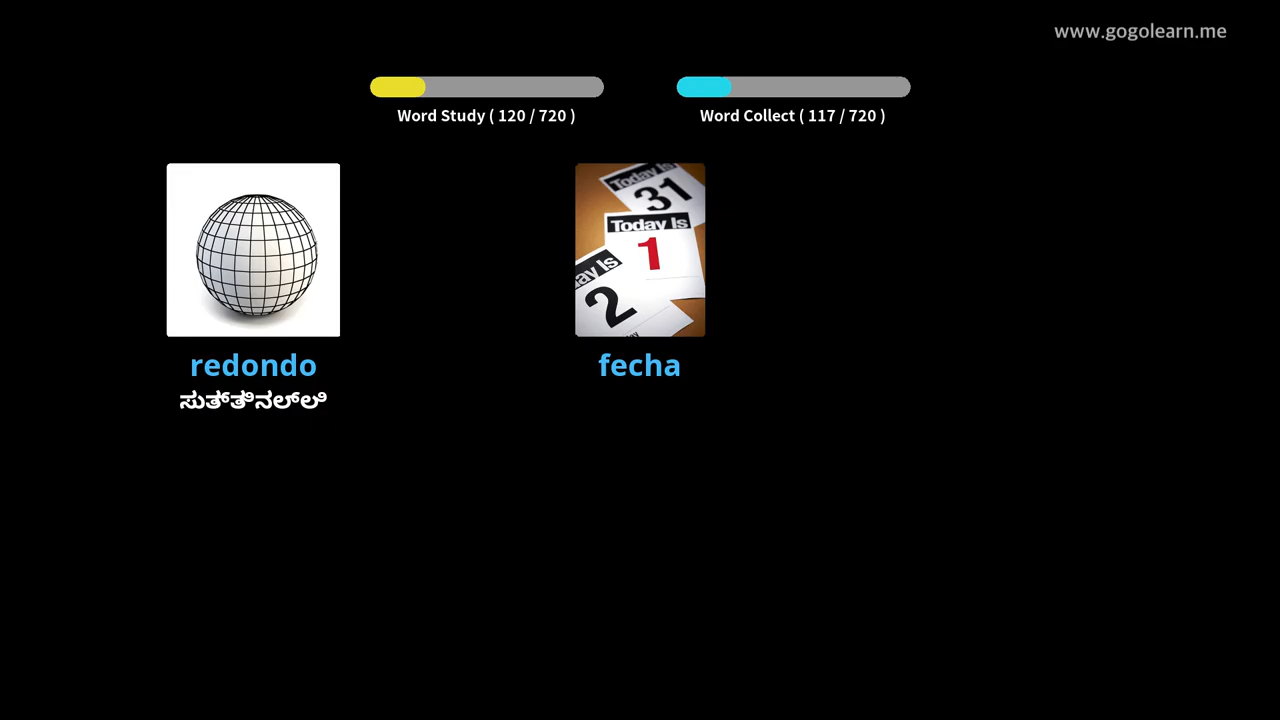 www.gogolearn.me
Word Study ( 120 / 720 )
Word Collect ( 117 / 720 )
Today Is
31
Today Is
1
ay Is
2
redondo
fecha
ಸುತ್ತಿನಲ್ಲಿ